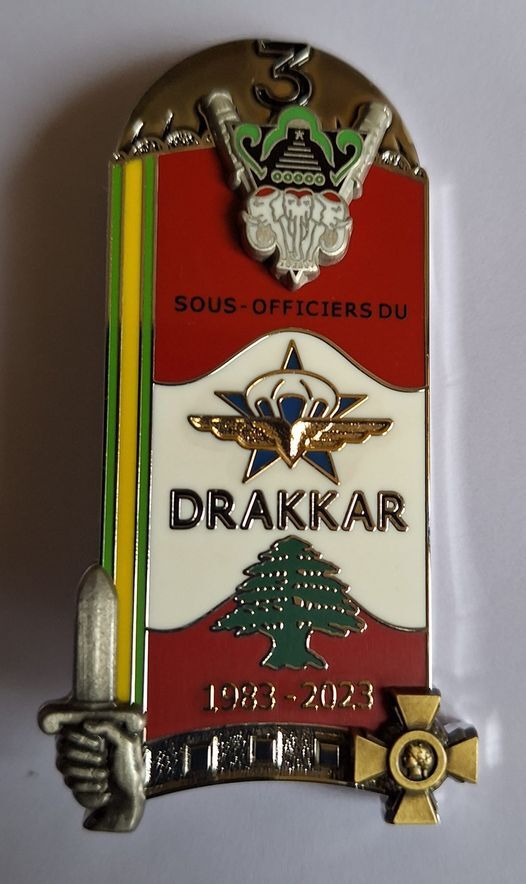 3
SOUS-OFFICIERS DU
DRAKKAR
1983-2023